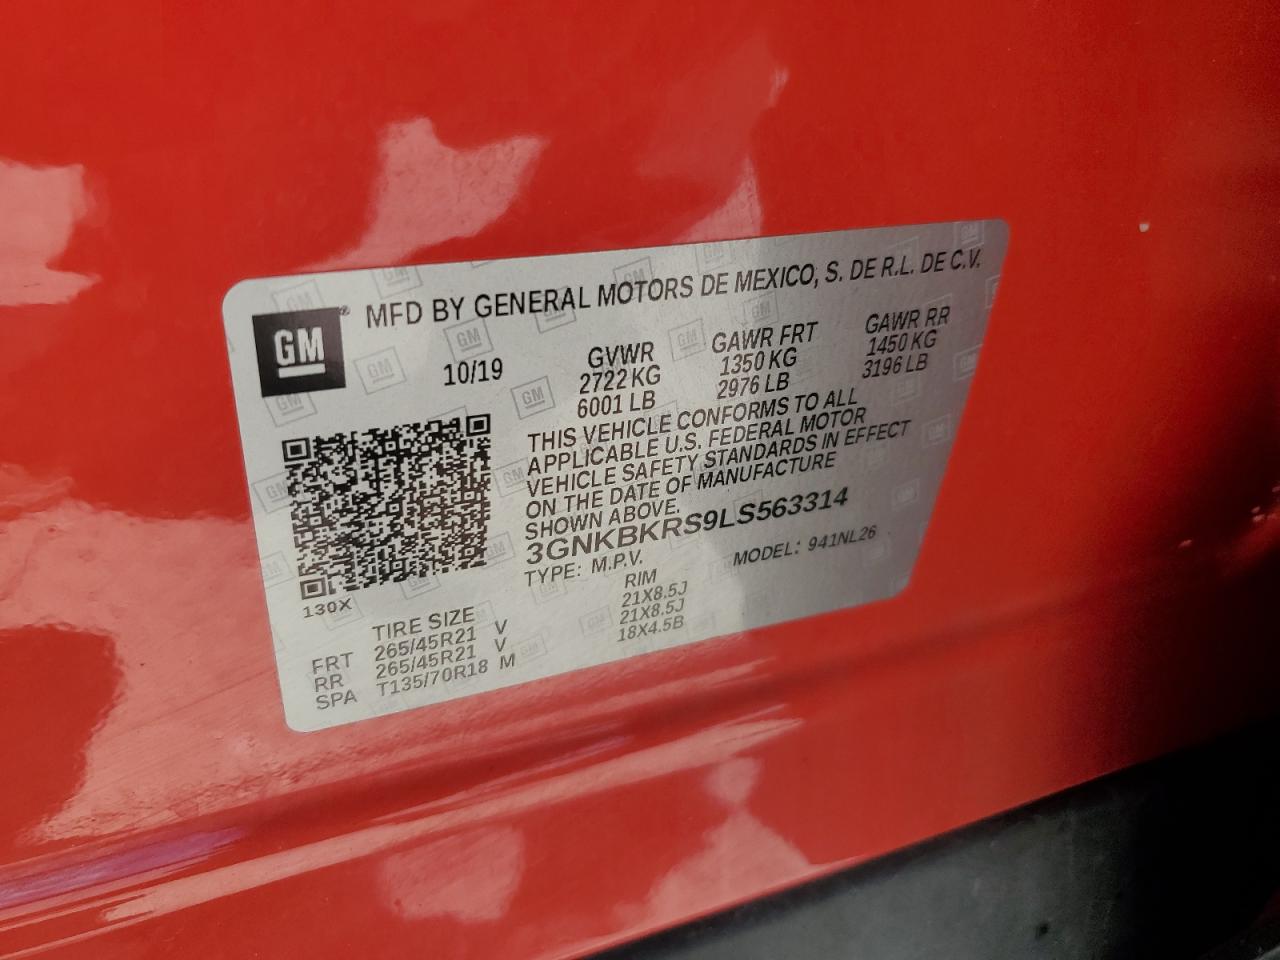 GM
MFD BY GENERAL MOTORS DE MEXICO, S. DE R.L. DE C.V.
10/19
GVWR
2722 KG
6001 LB
GAWR FRT
1350 KG
2976 LB
GAWR RR
1450 KG
3196 LB
THIS VEHICLE CONFORMS TO ALL
APPLICABLE U.S. FEDERAL MOTOR
VEHICLE SAFETY STANDARDS IN EFFECT
ON THE DATE OF MANUFACTURE
SHOWN ABOVE.
3GNKBKRS9LS563314
TYPE: M.P.V.
MODEL: 941NL26
130X
TIRE SIZE RIM
FRT 265/45R21 V 21X8.5J
RR 265/45R21 V 21X8.5J
SPA T135/70R18 M 18X4.5B